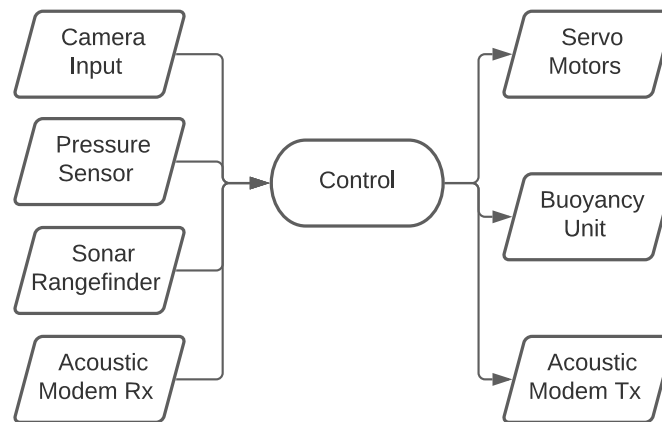 Camera
Input
Pressure
Sensor
Sonar
Rangefinder
Acoustic
Modem Rx
Control
Servo
Motors
Buoyancy
Unit
Acoustic
Modem Tx